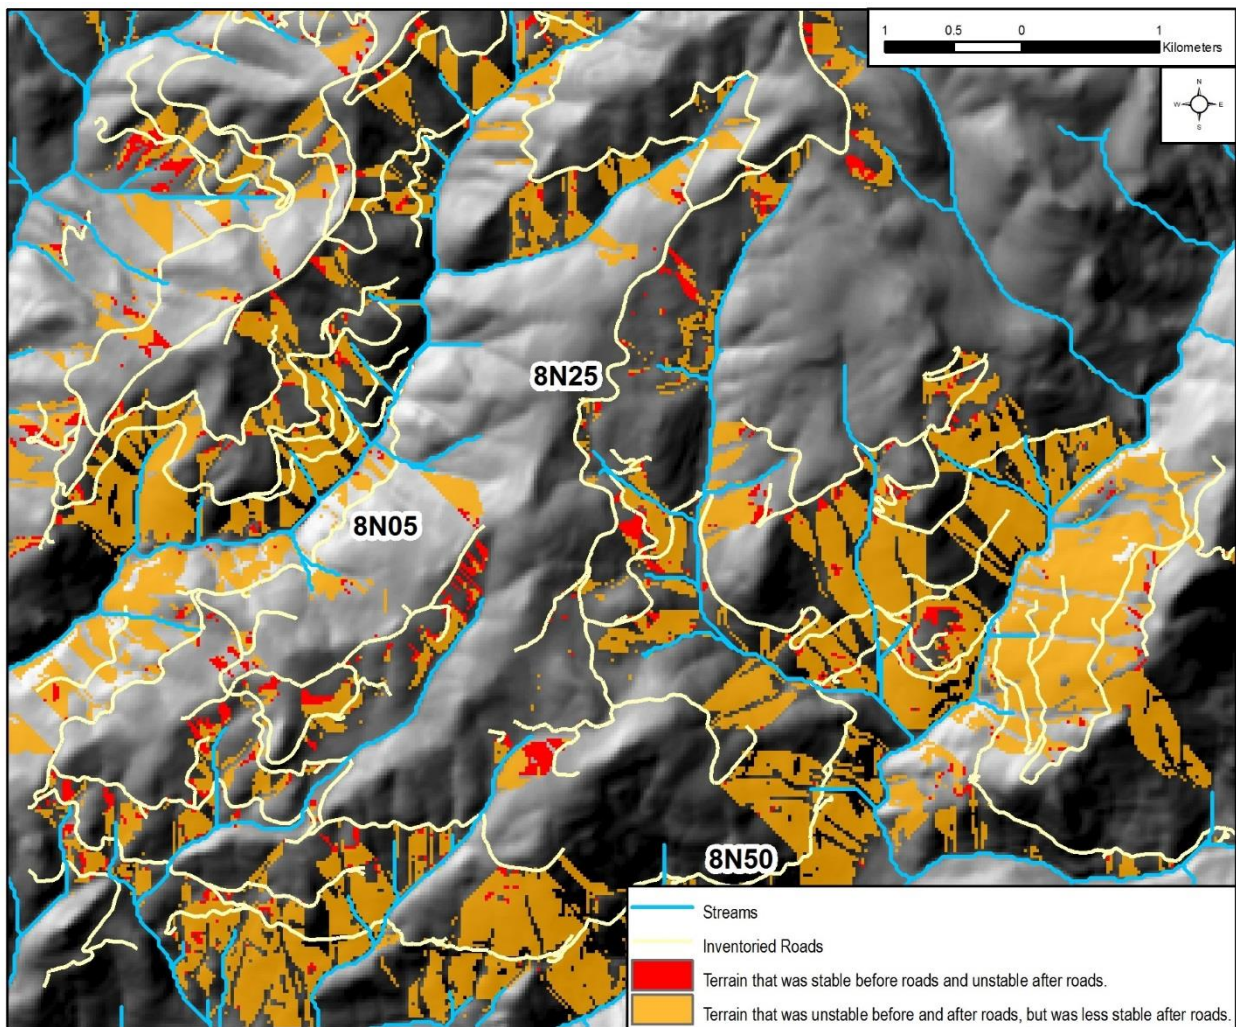 1 0.5 0 1
Kilometers
N
W E
S
8N25
8N05
8N50
Streams
Inventoried Roads
Terrain that was stable before roads and unstable after roads.
Terrain that was unstable before and after roads, but was less stable after roads.